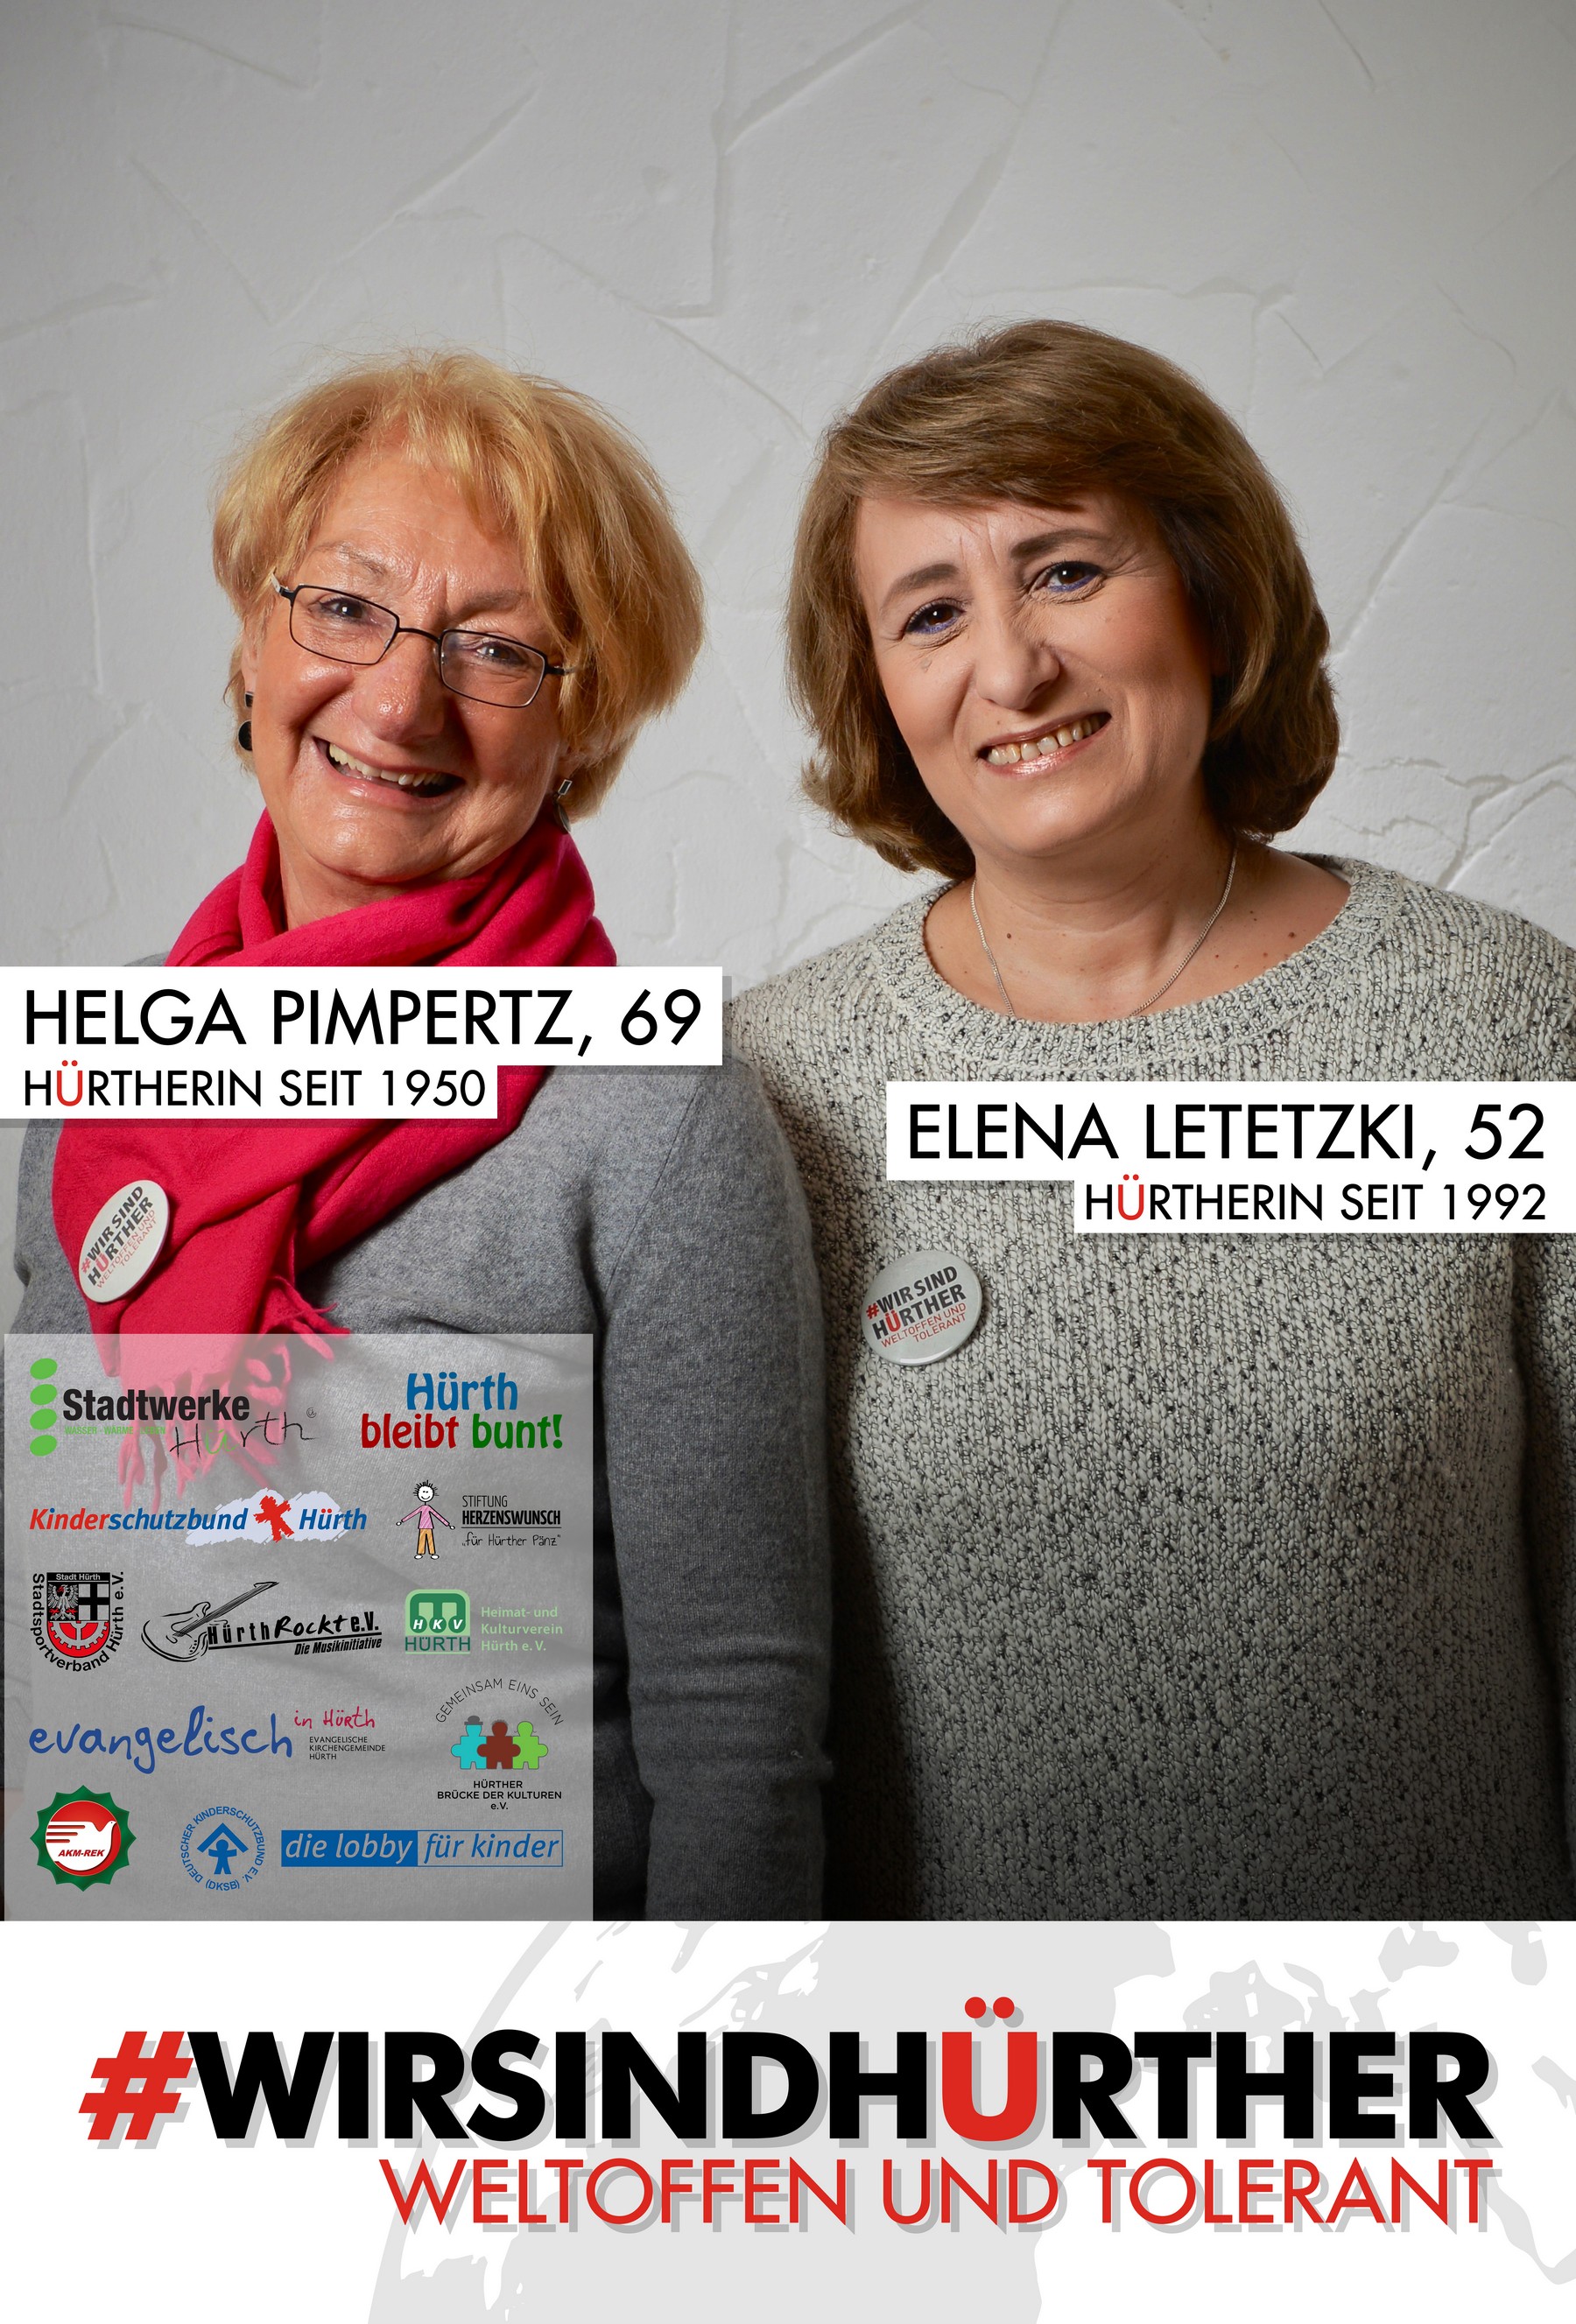 HELGA PIMPERTZ, 69
HÜRTHERIN SEIT 1950
ELENA LETETZKI, 52
HÜRTHERIN SEIT 1992
#WIR SIND
HÜRTHER
WELTOFFEN UND
TOLERANT
#WIR SIND
HÜRTHER
WELTOFFEN UND
TOLERANT
Stadtwerke
Hürth
Hürth
bleibt bunt!
Kinderschutzbund Hürth
STIFTUNG
HERZENSWUNSCH
„für Hürther Pänz“
Stadt Hürth
Stadtsportverband Hürth e.V.
HürthRockt e.V.
Die Musikinitiative
HKV
HÜRTH
Heimat- und
Kulturverein
Hürth e. V.
evangelisch in Hürth
EVANGELISCHE
KIRCHENGEMEINDE
HÜRTH
GEMEINSAM EINS SEIN
HÜRTHER
BRÜCKE DER KULTUREN
e.V.
AKM-REK
DEUTSCHER KINDERSCHUTZBUND E.V.
(DKSB)
die lobby für kinder
#WIRSINDHÜRTHER
WELTOFFEN UND TOLERANT